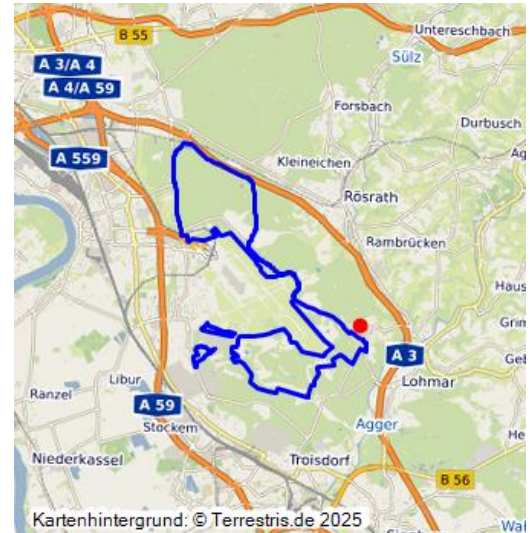 B 55
Untereschbach
Sülz
A 3/A 4
A 4/A 59
Forsbach
Durbusch
A 559
Kleineichen
Ag
Rösrath
Rambrücken
Haus
Grim
A 3
Geb
Lohmar
Libur
Ranzel
A 59
Stockem
Agger
He
Niederkassel
Troisdorf
B 56
Kartenhintergrund: © Terrestris.de 2025
Wah